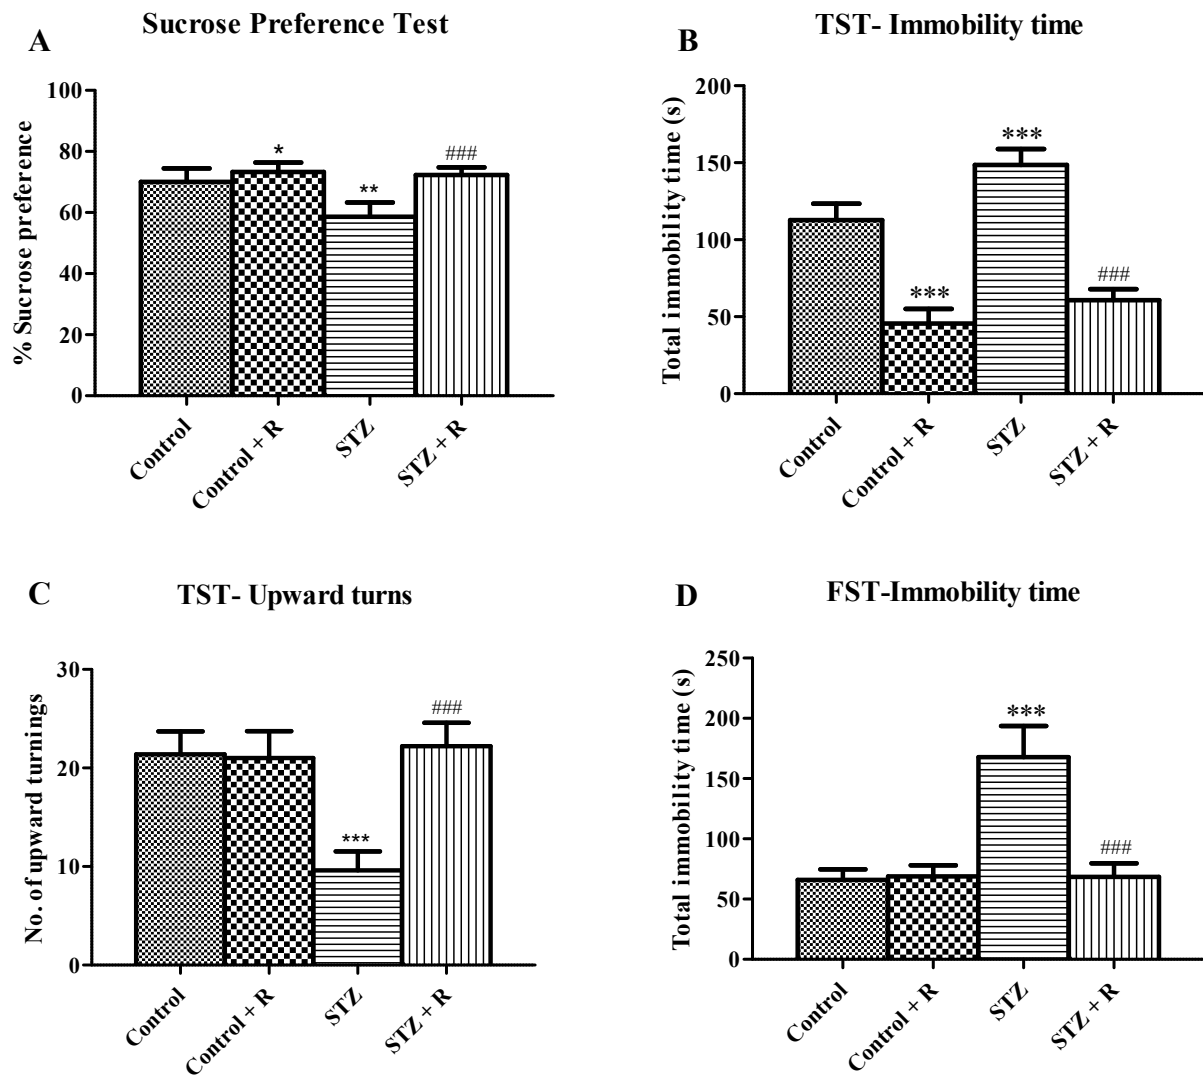 A
Sucrose Preference Test
% Sucrose preference
100
80
60
40
20
0
*
**
###
Control
Control + R
STZ
STZ + R
B
TST- Immobility time
Total immobility time (s)
200
150
100
50
0
***
***
###
Control
Control + R
STZ
STZ + R
C
TST- Upward turns
No. of upward turnings
30
20
10
0
***
###
Control
Control + R
STZ
STZ + R
D
FST-Immobility time
Total immobility time (s)
250
200
150
100
50
0
***
###
Control
Control + R
STZ
STZ + R